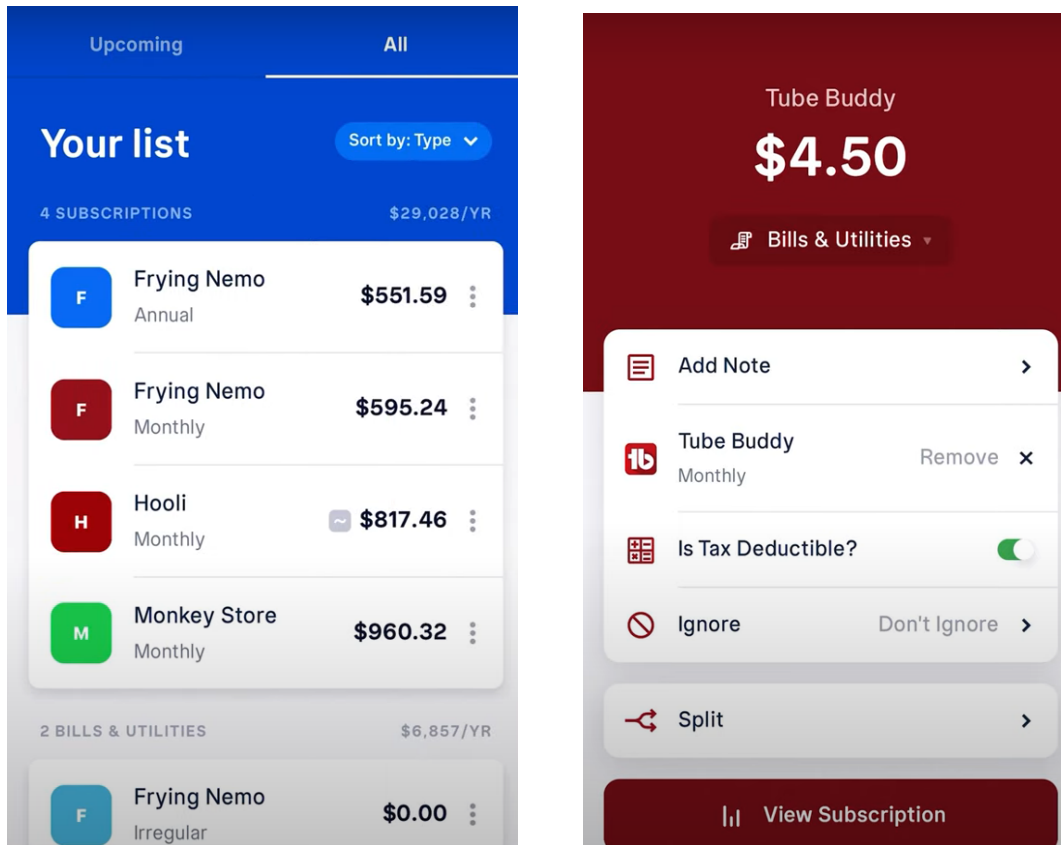 Upcoming All
Your list
Sort by: Type
4 SUBSCRIPTIONS $29,028/YR
F
Frying Nemo
Annual
$551.59
F
Frying Nemo
Monthly
$595.24
H
Hooli
Monthly
~ $817.46
M
Monkey Store
Monthly
$960.32
2 BILLS & UTILITIES $6,857/YR
F
Frying Nemo
Irregular
$0.00
Tube Buddy
$4.50
Bills & Utilities
Add Note
tb
Tube Buddy
Monthly
Remove
Is Tax Deductible?
Ignore Don't Ignore
Split
View Subscription